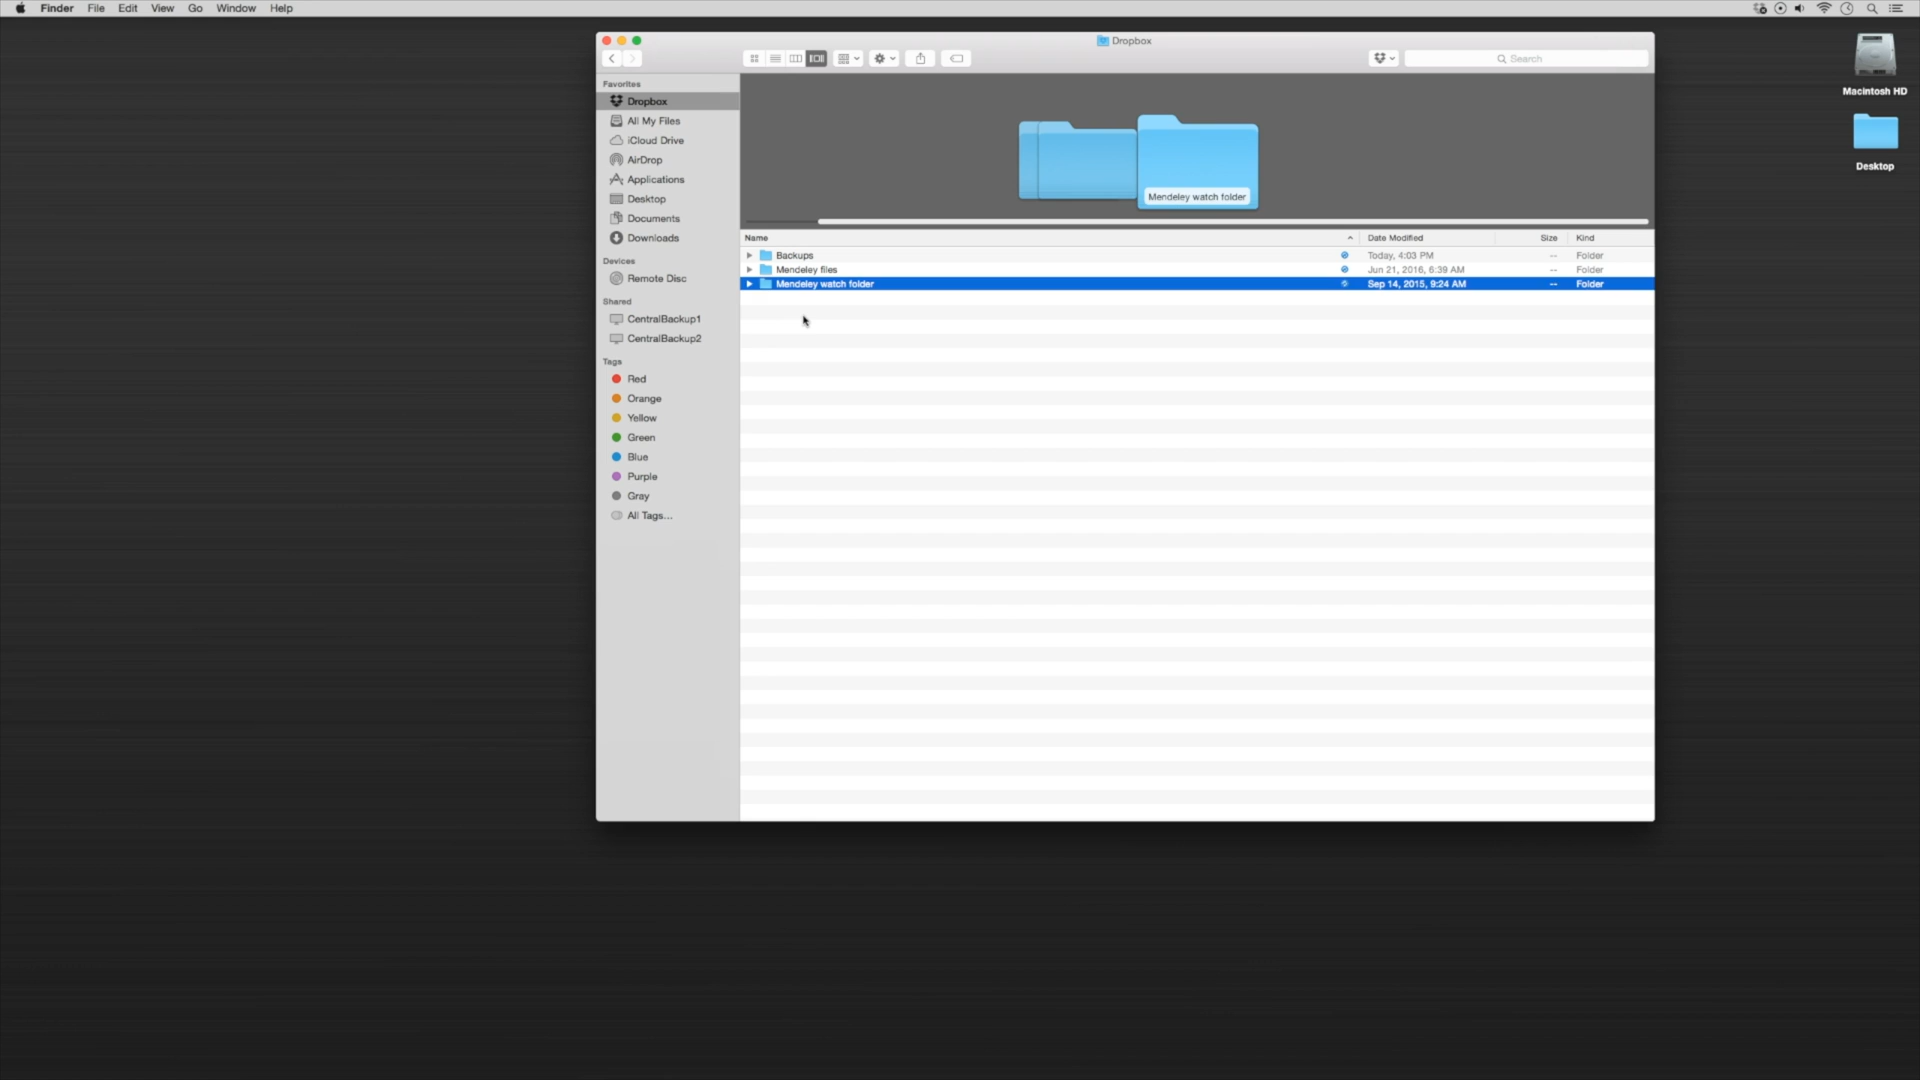 Finder File Edit View Go Window Help
Dropbox
Search
Macintosh HD
Desktop
Favorites
Dropbox
All My Files
iCloud Drive
AirDrop
Applications
Desktop
Documents
Downloads
Devices
Remote Disc
Shared
CentralBackup1
CentralBackup2
Tags
Red
Orange
Yellow
Green
Blue
Purple
Gray
All Tags...
Mendeley watch folder
Name Date Modified Size Kind
Backups Today, 4:03 PM -- Folder
Mendeley files Jun 21, 2016, 6:39 AM -- Folder
Mendeley watch folder Sep 14, 2015, 9:24 AM -- Folder